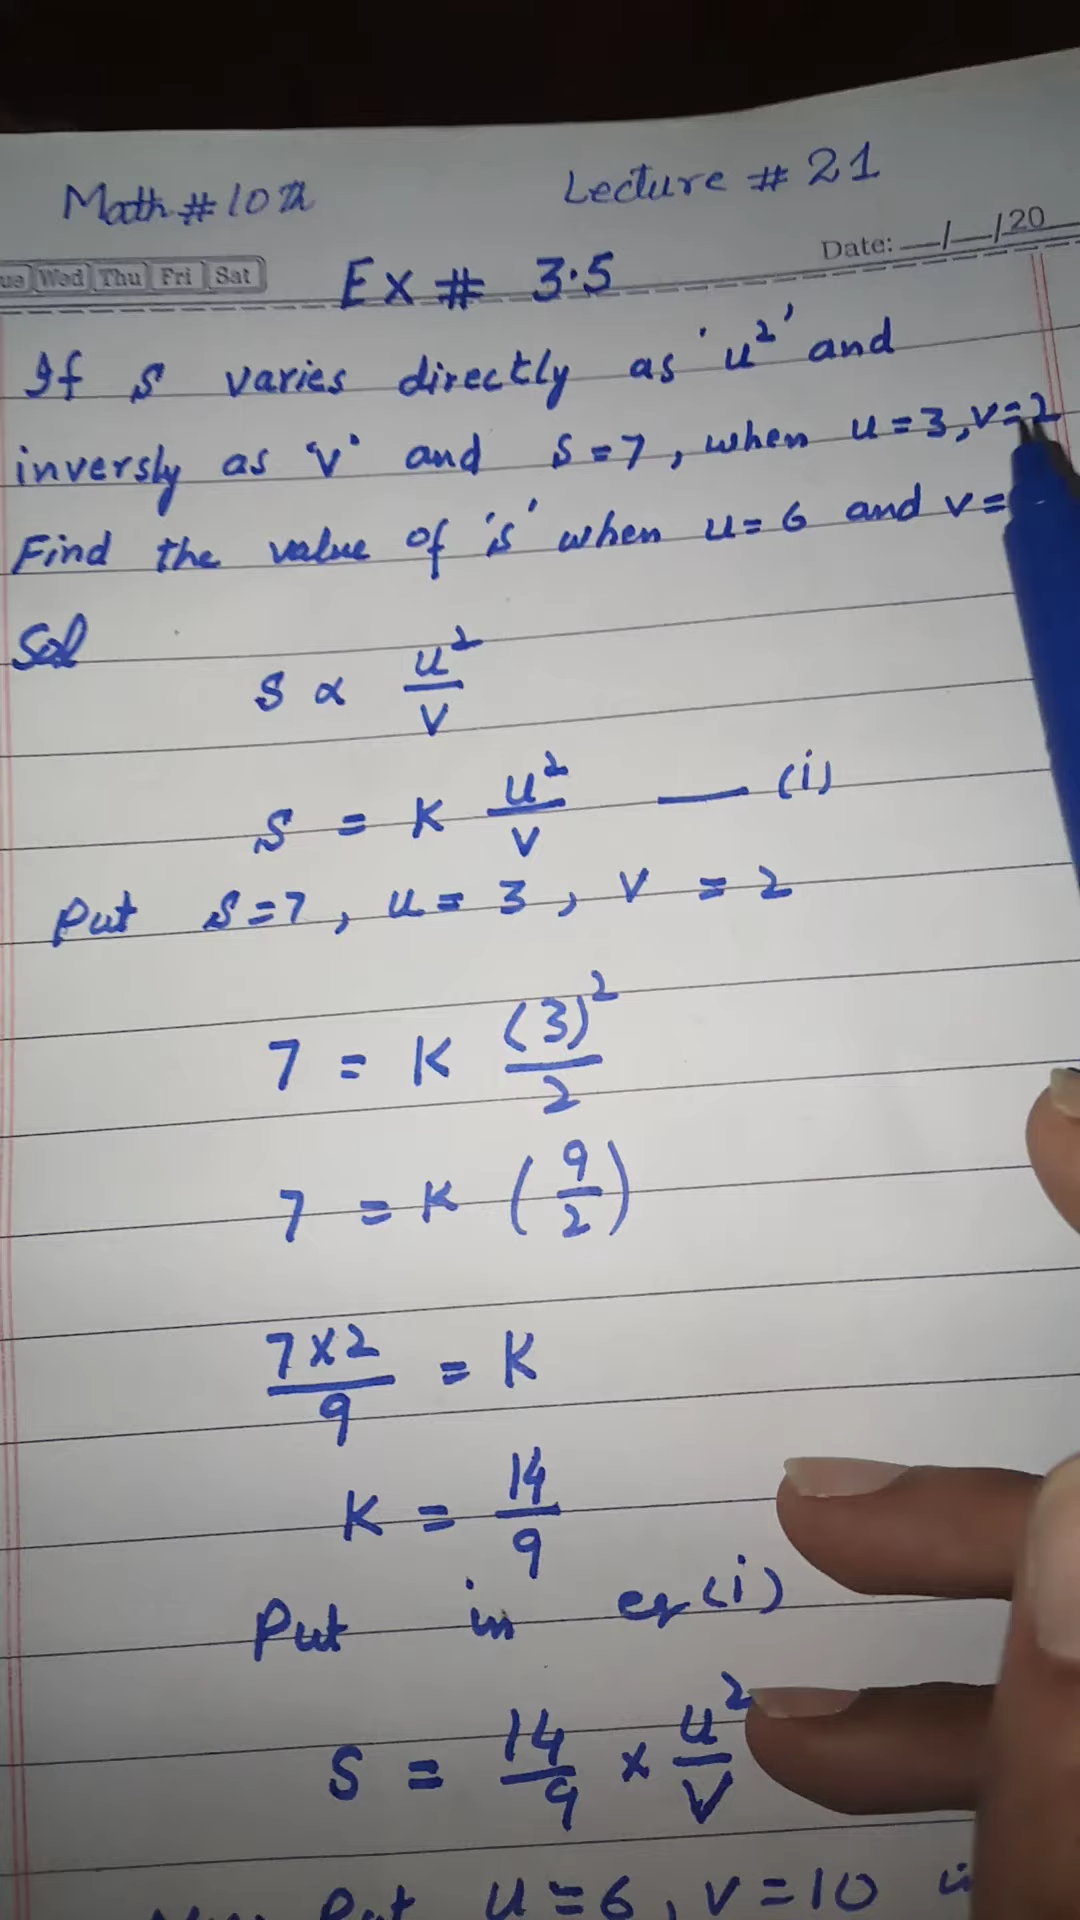 Math # 10th Lecture # 21
Date: __/__/20
Wed Thu Fri Sat
Ex # 3.5
If s varies directly as 'u²' and
inversly as 'v' and s=7, when u=3,v=2
Find the value of 's' when u=6 and v=
Sol
S ∝ u²/v
S = K u²/v — (i)
Put s=7, u=3, v=2
7 = K (3)²/2
7 = K (9/2)
7×2/9 = K
K = 14/9
Put in eq(i)
S = 14/9 × u²/v
Put u=6, v=10